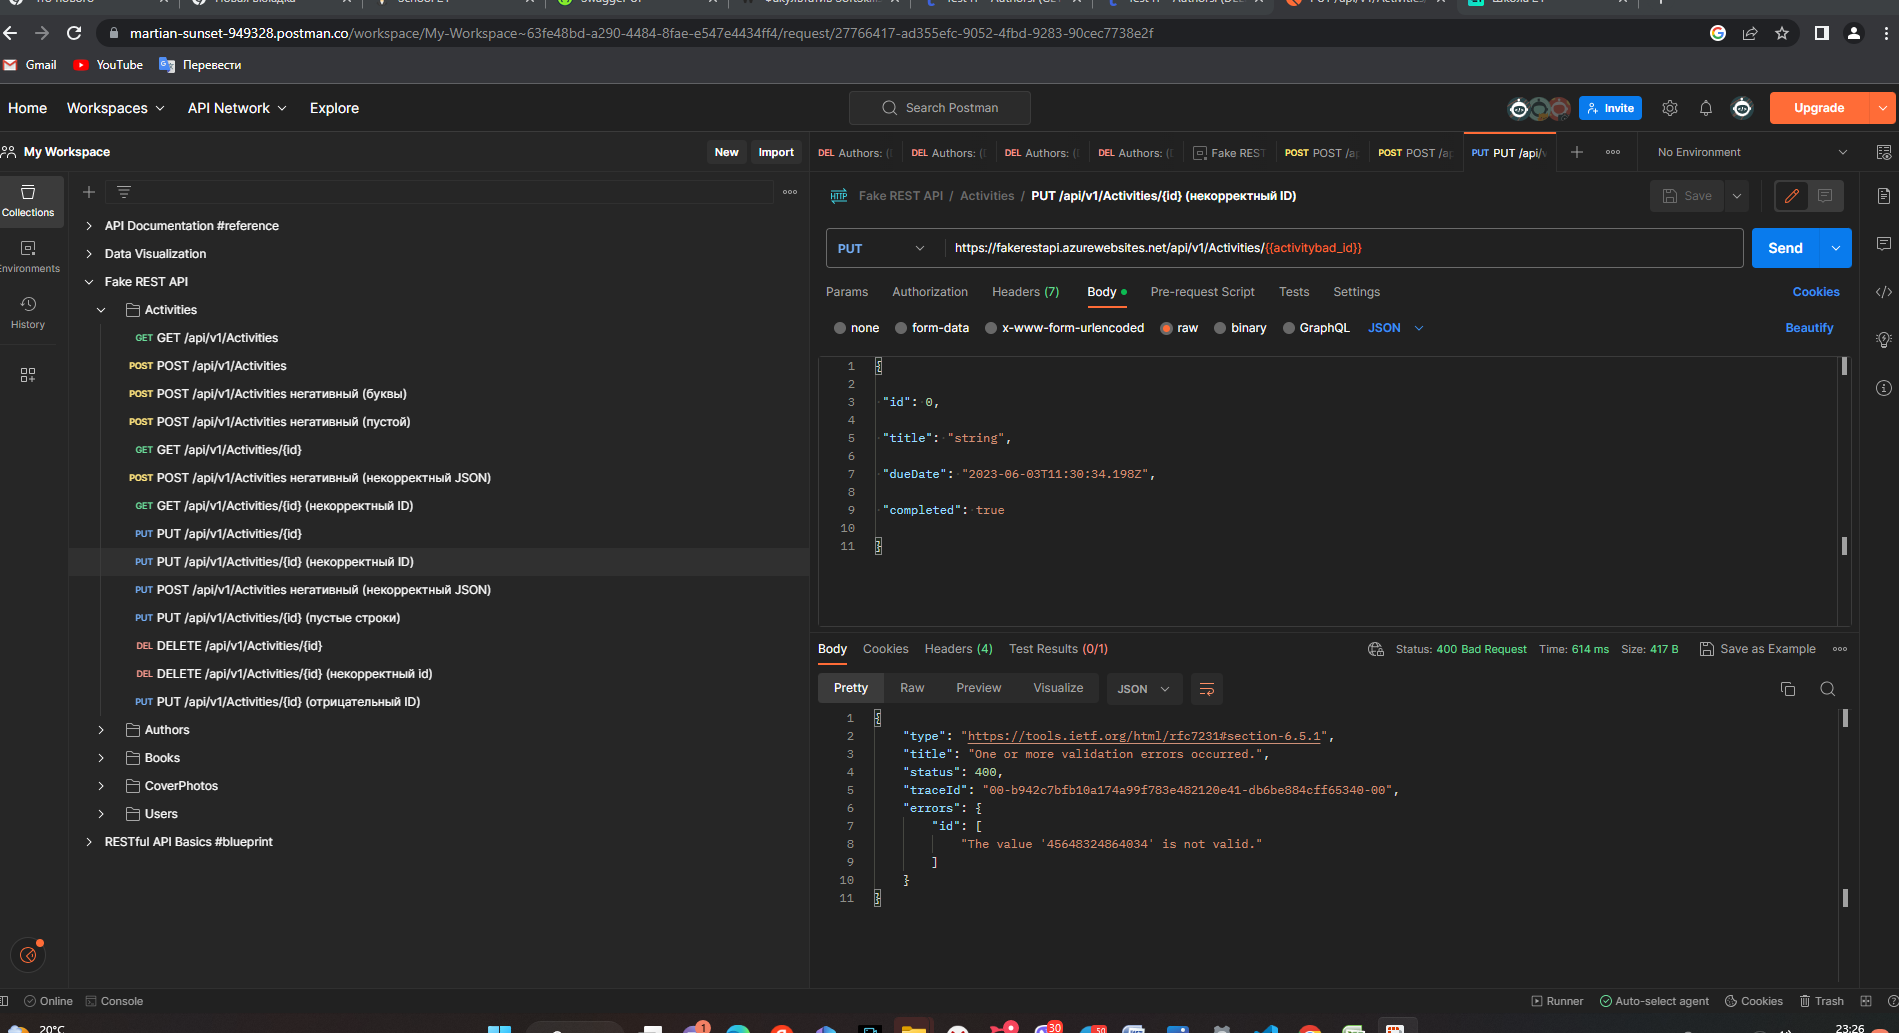 martian-sunset-949328.postman.co/workspace/My-Workspace~63fe48bd-a290-4484-8fae-e547e4434ff4/request/27766417-ad355efc-9052-4fbd-9283-90cec7738e2f
Gmail YouTube Перевести
Home Workspaces API Network Explore Search Postman Invite Upgrade
My Workspace New Import
DEL Authors: ( DEL Authors: ( DEL Authors: ( DEL Authors: ( Fake REST POST POST /ap POST POST /ap PUT PUT /api/v No Environment
Collections
Environments
History
API Documentation #reference
Data Visualization
Fake REST API
Activities
GET GET /api/v1/Activities
POST POST /api/v1/Activities
POST POST /api/v1/Activities негативный (буквы)
POST POST /api/v1/Activities негативный (пустой)
GET GET /api/v1/Activities/{id}
POST POST /api/v1/Activities негативный (некорректный JSON)
GET GET /api/v1/Activities/{id} (некорректный ID)
PUT PUT /api/v1/Activities/{id}
PUT PUT /api/v1/Activities/{id} (некорректный ID)
PUT POST /api/v1/Activities негативный (некорректный JSON)
PUT PUT /api/v1/Activities/{id} (пустые строки)
DEL DELETE /api/v1/Activities/{id}
DEL DELETE /api/v1/Activities/{id} (некорректный id)
PUT PUT /api/v1/Activities/{id} (отрицательный ID)
Authors
Books
CoverPhotos
Users
RESTful API Basics #blueprint
HTTP Fake REST API / Activities / PUT /api/v1/Activities/{id} (некорректный ID) Save
PUT https://fakerestapi.azurewebsites.net/api/v1/Activities/{{activitybad_id}} Send
Params Authorization Headers (7) Body Pre-request Script Tests Settings Cookies
none form-data x-www-form-urlencoded raw binary GraphQL JSON Beautify
1 {
2
3 "id": 0,
4
5 "title": "string",
6
7 "dueDate": "2023-06-03T11:30:34.198Z",
8
9 "completed": true
10
11 }
Body Cookies Headers (4) Test Results (0/1) Status: 400 Bad Request Time: 614 ms Size: 417 B Save as Example
Pretty Raw Preview Visualize JSON
1 {
2 "type": "https://tools.ietf.org/html/rfc7231#section-6.5.1",
3 "title": "One or more validation errors occurred.",
4 "status": 400,
5 "traceId": "00-b942c7bfb10a174a99f783e482120e41-db6be884cff65340-00",
6 "errors": {
7 "id": [
8 "The value '45648324864034' is not valid."
9 ]
10 }
11 }
Online Console Runner Auto-select agent Cookies Trash
20°C 1 30 50 23:26